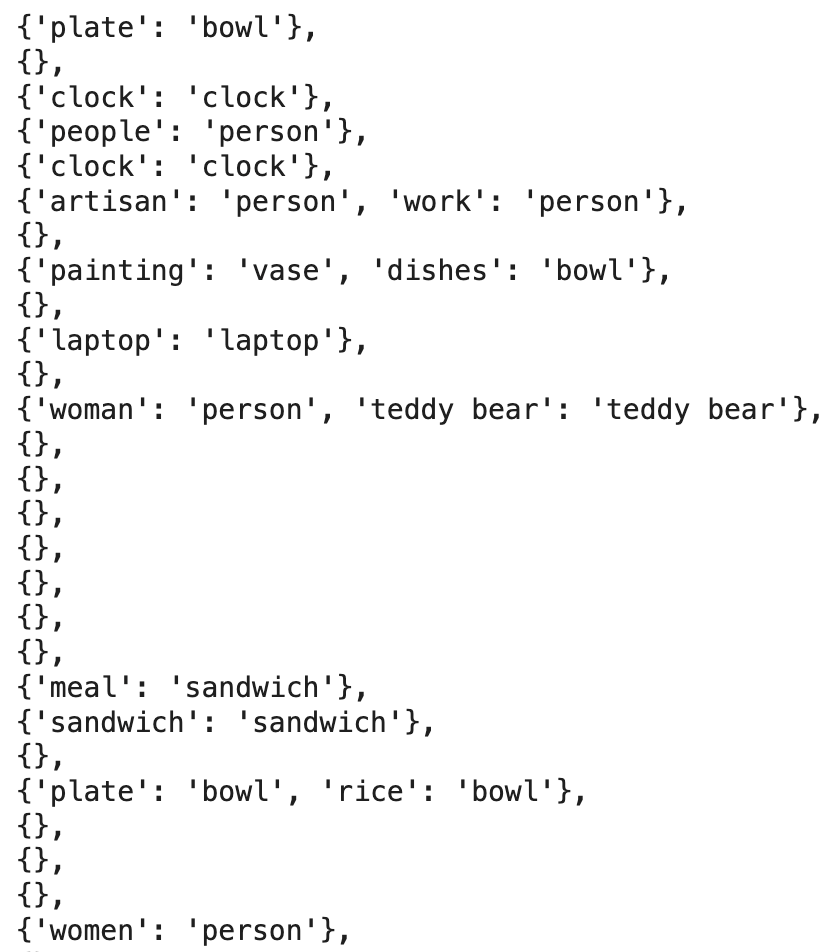 {'plate': 'bowl'},
{},
{'clock': 'clock'},
{'people': 'person'},
{'clock': 'clock'},
{'artisan': 'person', 'work': 'person'},
{},
{'painting': 'vase', 'dishes': 'bowl'},
{},
{'laptop': 'laptop'},
{},
{'woman': 'person', 'teddy bear': 'teddy bear'},
{},
{},
{},
{},
{},
{},
{},
{'meal': 'sandwich'},
{'sandwich': 'sandwich'},
{},
{'plate': 'bowl', 'rice': 'bowl'},
{},
{},
{},
{'women': 'person'},